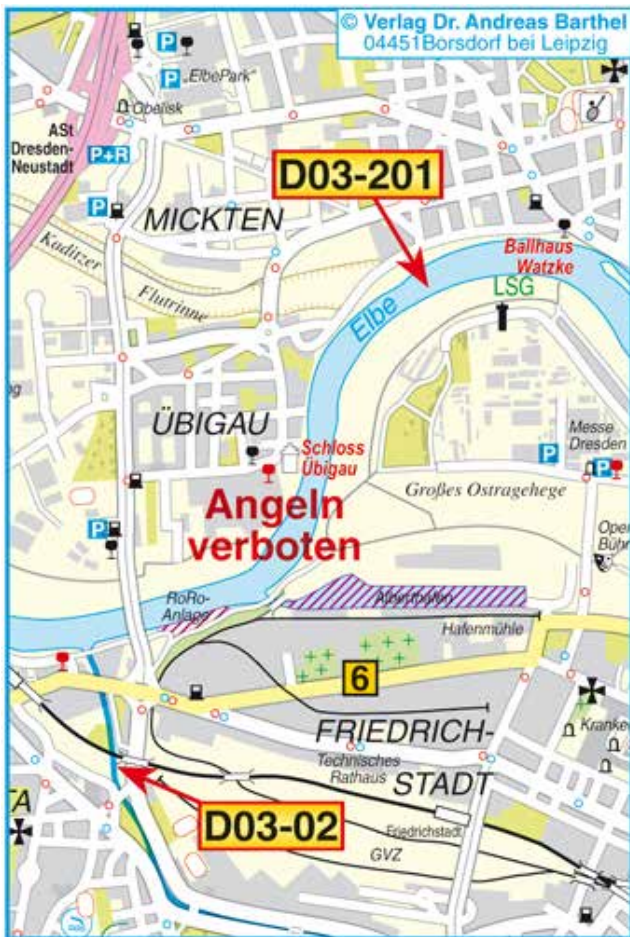 © Verlag Dr. Andreas Barthel
04451Borsdorf bei Leipzig
P
„ElbePark“
P
Obelisk
ASt
Dresden-
Neustadt
P+R
D03-201
P
MICKTEN
Kaditzer
Flutrinne
Ballhaus
Watzke
Elbe
LSG
ÜBIGAU
Schloss
Übigau
Messe
Dresden
P
P
Großes Ostragehege
Angeln
verboten
P
RoRo-
Anlage
Alberthafen
Hafenmühle
6
FRIEDRICH-
STADT
Technisches
Rathaus
D03-02
Friedrichstadt
GVZ